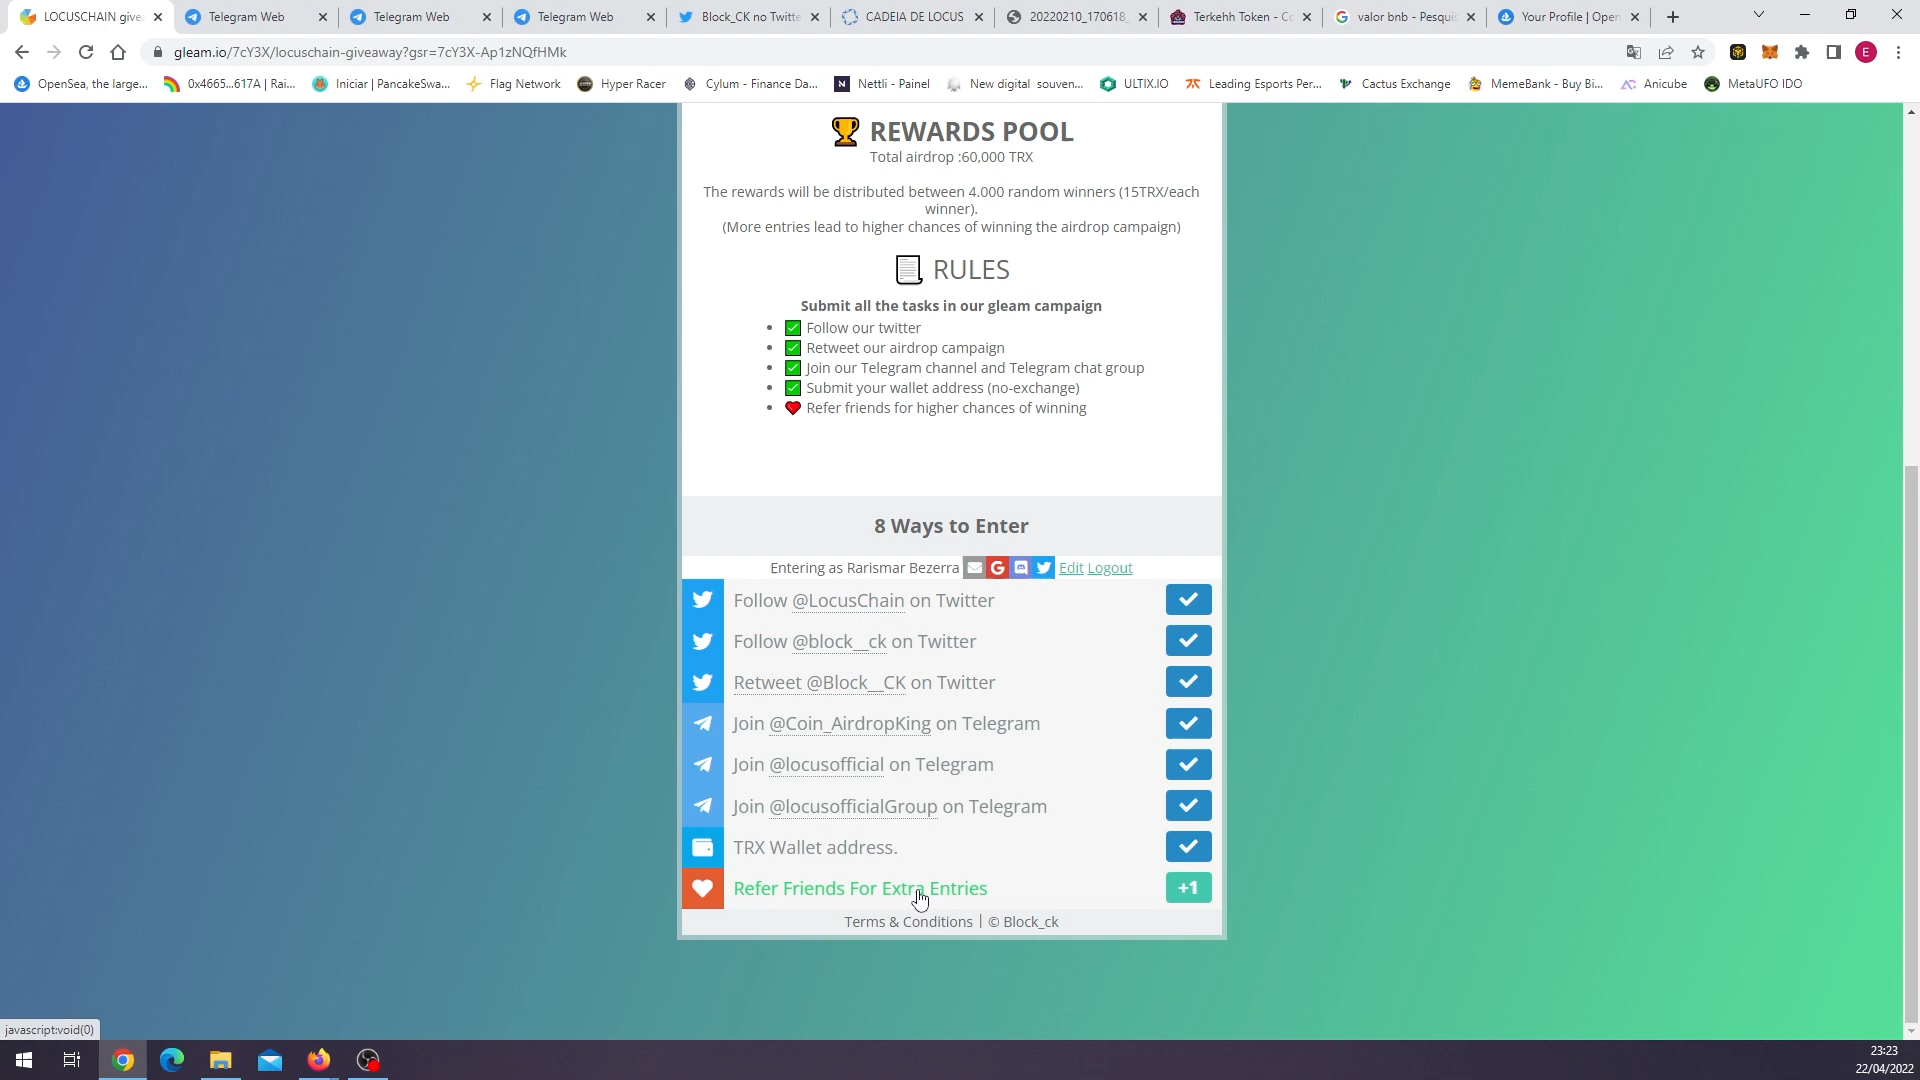 LOCUSCHAIN give
Telegram Web
Telegram Web
Telegram Web
Block_CK no Twitte
CADEIA DE LOCUS
20220210_170618
Terkehh Token - Co
valor bnb - Pesquis
Your Profile | Open
gleam.io/7cY3X/locuschain-giveaway?gsr=7cY3X-Ap1zNQfHMk
E
OpenSea, the large...
0x4665...617A | Rai...
Iniciar | PancakeSwa...
Flag Network
Hyper Racer
Cylum - Finance Da...
Nettli - Painel
New digital souven...
ULTIX.IO
Leading Esports Per...
Cactus Exchange
MemeBank - Buy Bi...
Anicube
MetaUFO IDO
REWARDS POOL
Total airdrop :60,000 TRX
The rewards will be distributed between 4.000 random winners (15TRX/each
winner).
(More entries lead to higher chances of winning the airdrop campaign)
RULES
Submit all the tasks in our gleam campaign
Follow our twitter
Retweet our airdrop campaign
Join our Telegram channel and Telegram chat group
Submit your wallet address (no-exchange)
Refer friends for higher chances of winning
8 Ways to Enter
Entering as Rarismar Bezerra Edit Logout
Follow @LocusChain on Twitter
Follow @block__ck on Twitter
Retweet @Block__CK on Twitter
Join @Coin_AirdropKing on Telegram
Join @locusofficial on Telegram
Join @locusofficialGroup on Telegram
TRX Wallet address.
Refer Friends For Extra Entries +1
Terms & Conditions | © Block_ck
javascript:void(0)
23:23
22/04/2022